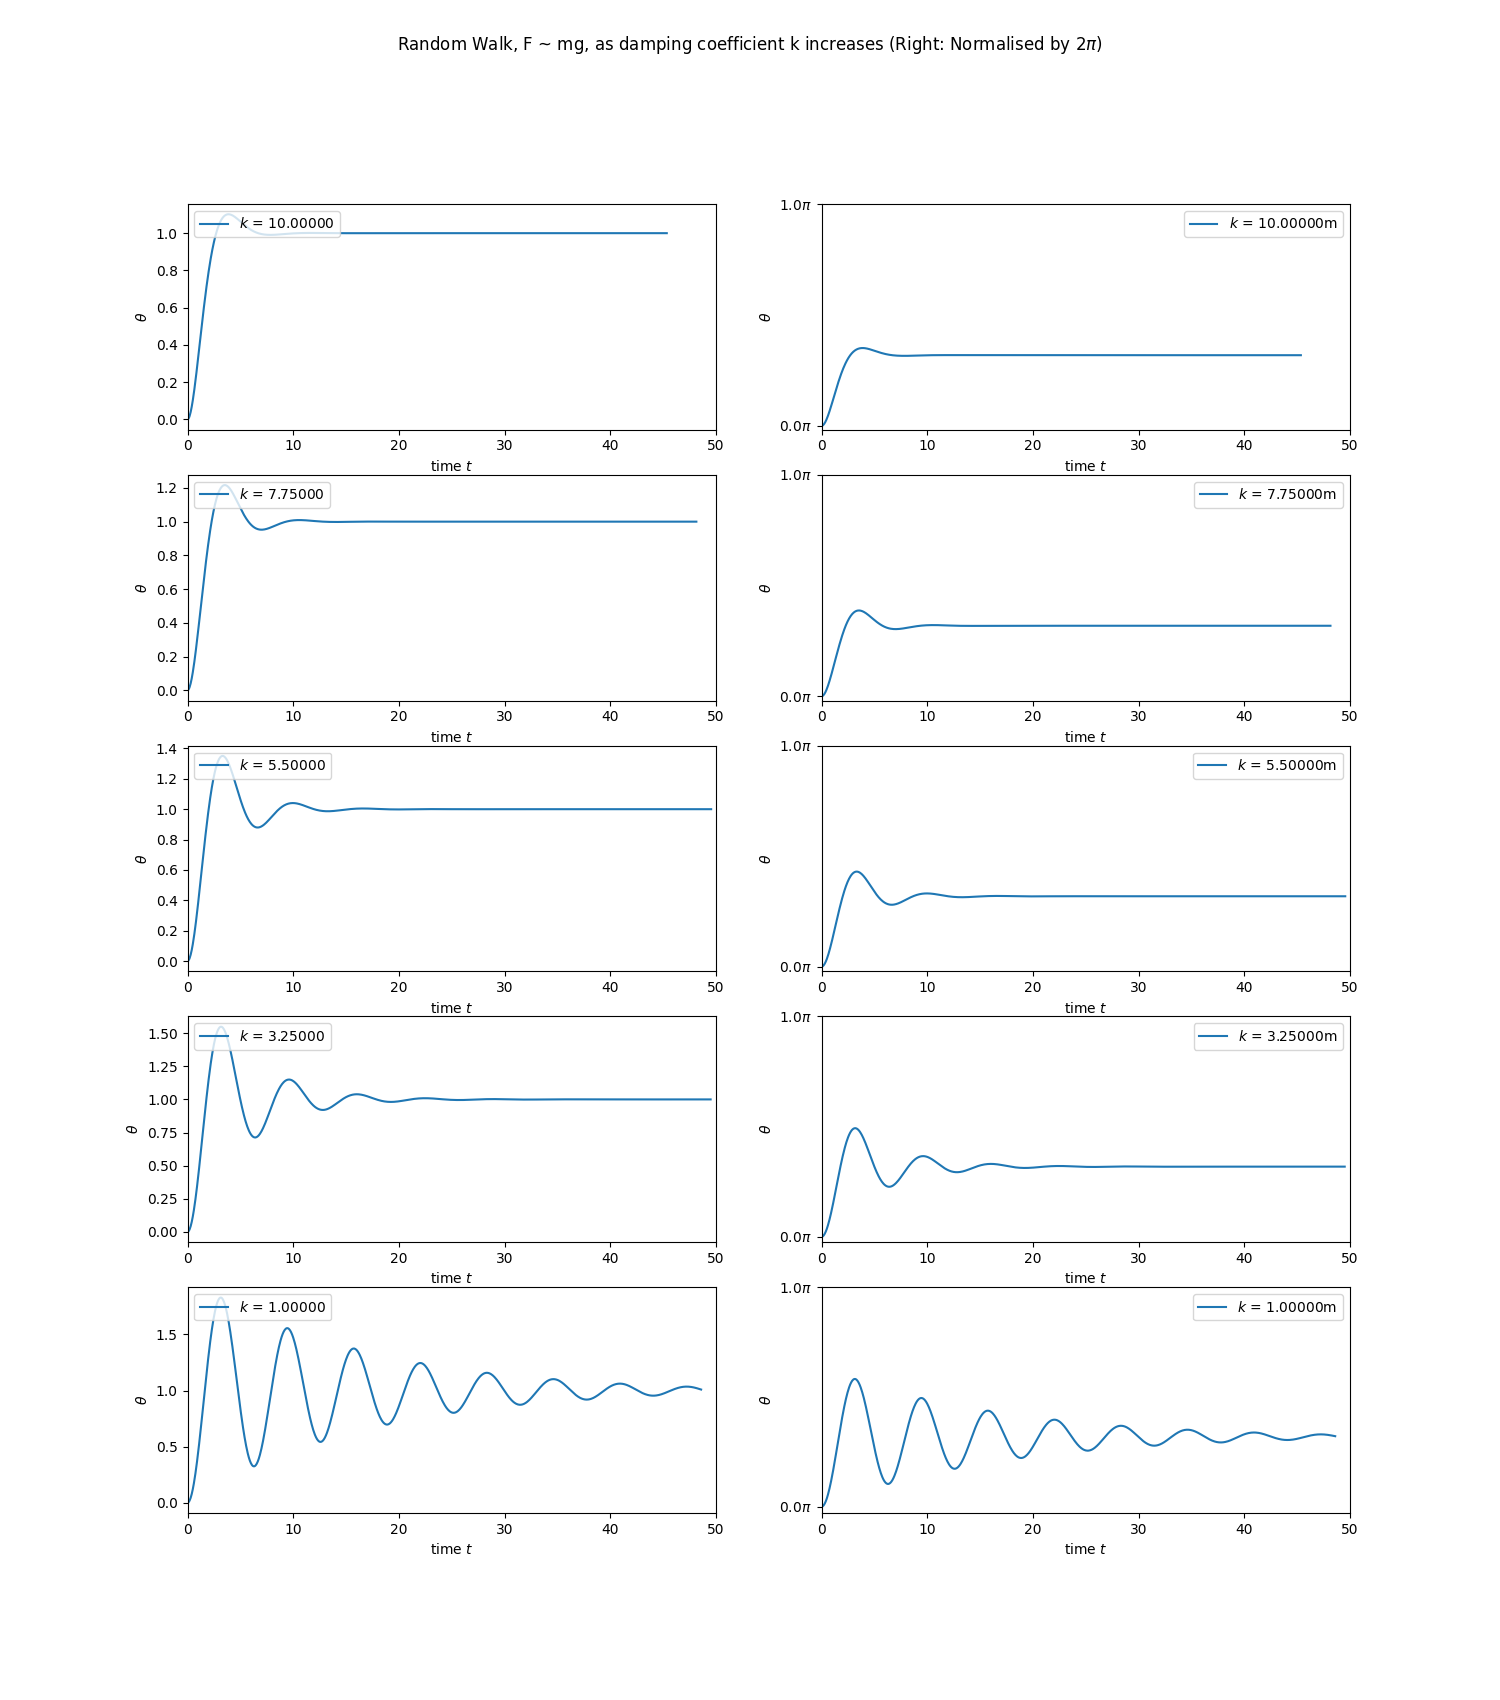 Random Walk, F ~ mg, as damping coefficient k increases (Right: Normalised by 2π)
k = 10.00000
1.0
0.8
0.6
0.4
0.2
0.0
θ
0 10 20 30 40 50
time t
k = 10.00000m
1.0π
0.0π
θ
0 10 20 30 40 50
time t
k = 7.75000
1.2
1.0
0.8
0.6
0.4
0.2
0.0
θ
0 10 20 30 40 50
time t
k = 7.75000m
1.0π
0.0π
θ
0 10 20 30 40 50
time t
k = 5.50000
1.4
1.2
1.0
0.8
0.6
0.4
0.2
0.0
θ
0 10 20 30 40 50
time t
k = 5.50000m
1.0π
0.0π
θ
0 10 20 30 40 50
time t
k = 3.25000
1.50
1.25
1.00
0.75
0.50
0.25
0.00
θ
0 10 20 30 40 50
time t
k = 3.25000m
1.0π
0.0π
θ
0 10 20 30 40 50
time t
k = 1.00000
1.5
1.0
0.5
0.0
θ
0 10 20 30 40 50
time t
k = 1.00000m
1.0π
0.0π
θ
0 10 20 30 40 50
time t